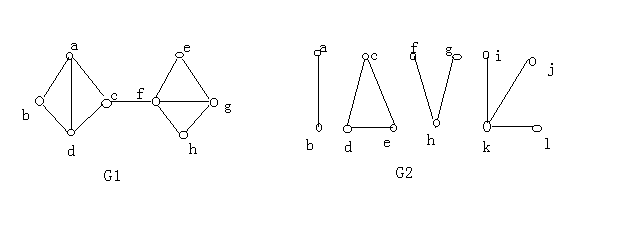 a e a c f g i j
b c f g
d h b d e h k l
G1 G2